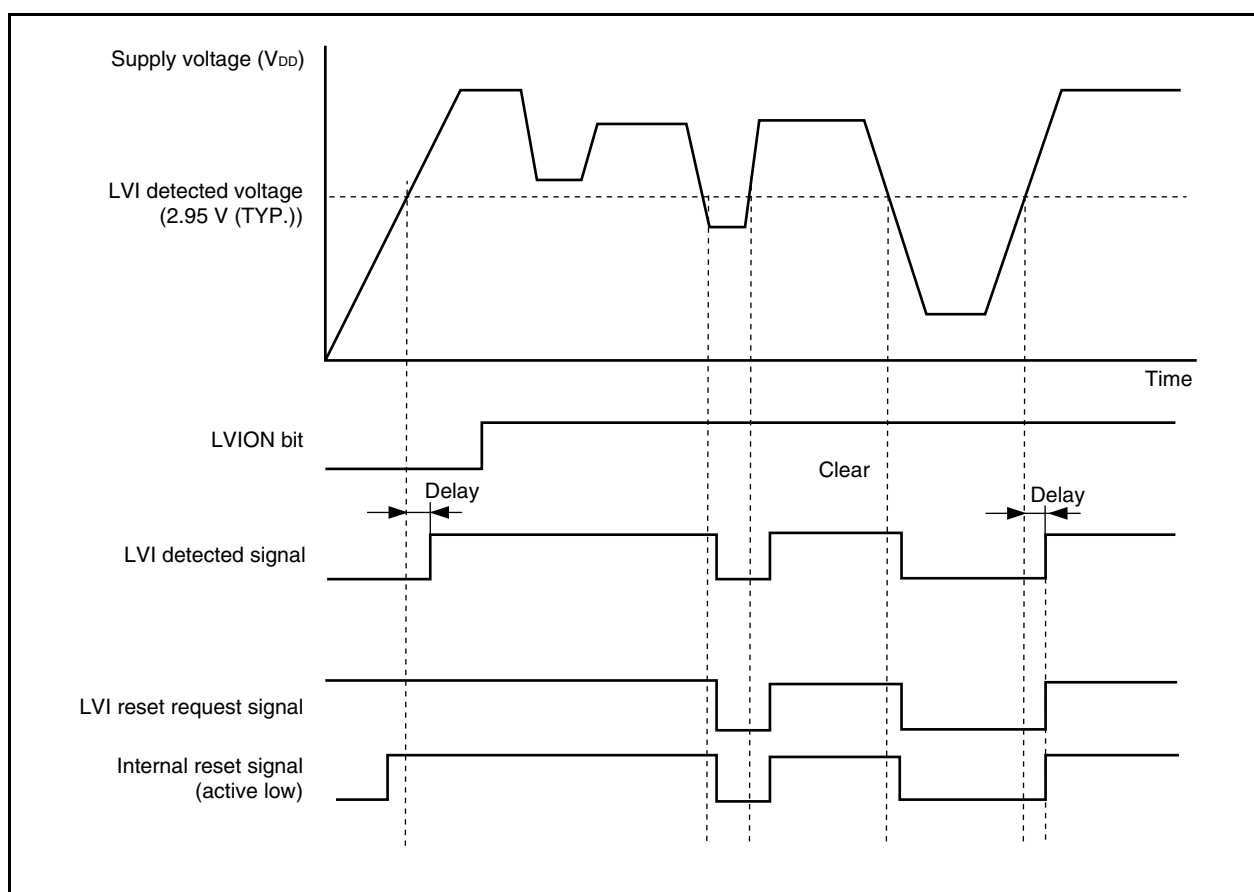 Supply voltage (VDD)
LVI detected voltage
(2.95 V (TYP.))
Time
LVION bit
Clear
Delay
Delay
LVI detected signal
LVI reset request signal
Internal reset signal
(active low)